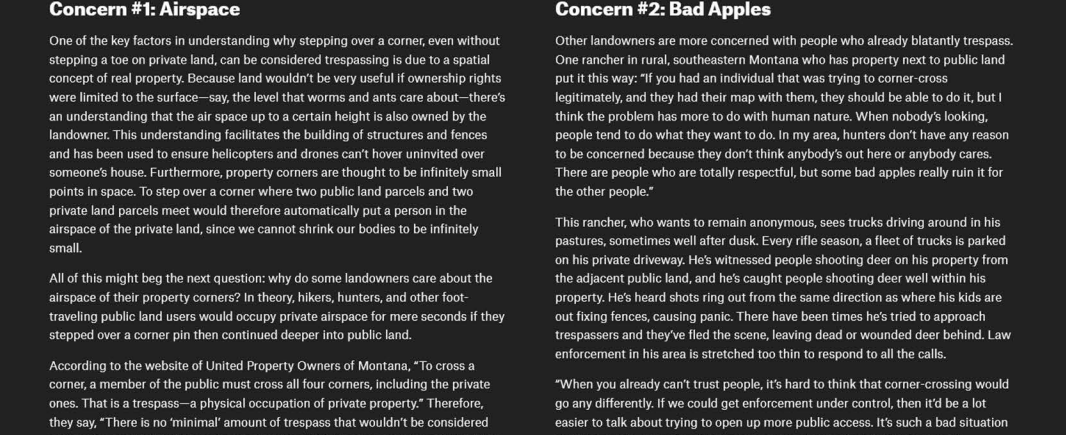 Concern #1: Airspace
One of the key factors in understanding why stepping over a corner, even without
stepping a toe on private land, can be considered trespassing is due to a spatial
concept of real property. Because land wouldn’t be very useful if ownership rights
were limited to the surface—say, the level that worms and ants care about—there’s
an understanding that the air space up to a certain height is also owned by the
landowner. This understanding facilitates the building of structures and fences
and has been used to ensure helicopters and drones can’t hover uninvited over
someone’s house. Furthermore, property corners are thought to be infinitely small
points in space. To step over a corner where two public land parcels and two
private land parcels meet would therefore automatically put a person in the
airspace of the private land, since we cannot shrink our bodies to be infinitely
small.
All of this might beg the next question: why do some landowners care about the
airspace of their property corners? In theory, hikers, hunters, and other foot-
traveling public land users would occupy private airspace for mere seconds if they
stepped over a corner pin then continued deeper into public land.
According to the website of United Property Owners of Montana, “To cross a
corner, a member of the public must cross all four corners, including the private
ones. That is a trespass—a physical occupation of private property.” Therefore,
they say, “There is no ‘minimal’ amount of trespass that wouldn’t be considered
Concern #2: Bad Apples
Other landowners are more concerned with people who already blatantly trespass.
One rancher in rural, southeastern Montana who has property next to public land
put it this way: “If you had an individual that was trying to corner-cross
legitimately, and they had their map with them, they should be able to do it, but I
think the problem has more to do with human nature. When nobody’s looking,
people tend to do what they want to do. In my area, hunters don’t have any reason
to be concerned because they don’t think anybody’s out here or anybody cares.
There are people who are totally respectful, but some bad apples really ruin it for
the other people.”
This rancher, who wants to remain anonymous, sees trucks driving around in his
pastures, sometimes well after dusk. Every rifle season, a fleet of trucks is parked
on his private driveway. He’s witnessed people shooting deer on his property from
the adjacent public land, and he’s caught people shooting deer well within his
property. He’s heard shots ring out from the same direction as where his kids are
out fixing fences, causing panic. There have been times he’s tried to approach
trespassers and they’ve fled the scene, leaving dead or wounded deer behind. Law
enforcement in his area is stretched too thin to respond to all the calls.
“When you already can’t trust people, it’s hard to think that corner-crossing would
go any differently. If we could get enforcement under control, then it’d be a lot
easier to talk about trying to open up more public access. It’s such a bad situation